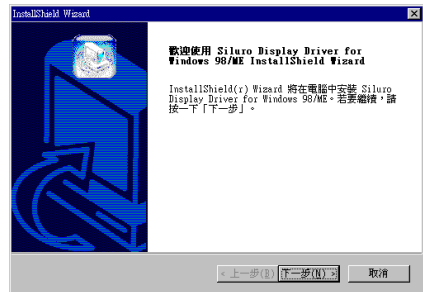 InstallShield Wizard
歡迎使用 Siluro Display Driver for
Windows 98/ME InstallShield Wizard
InstallShield(r) Wizard 將在電腦中安裝 Siluro
Display Driver for Windows 98/ME。若要繼續，請
按一下「下一步」。
< 上一步(B) 下一步(N) > 取消